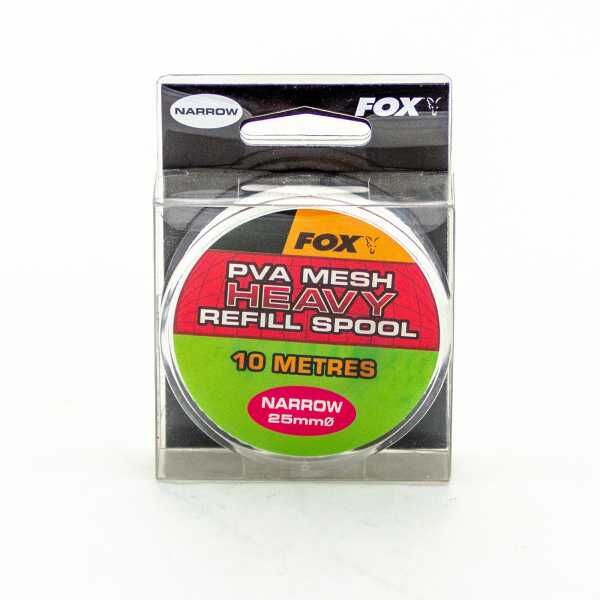 NARROW
FOX
FOX
PVA MESH
HEAVY
REFILL SPOOL
10 METRES
NARROW
25mmØ